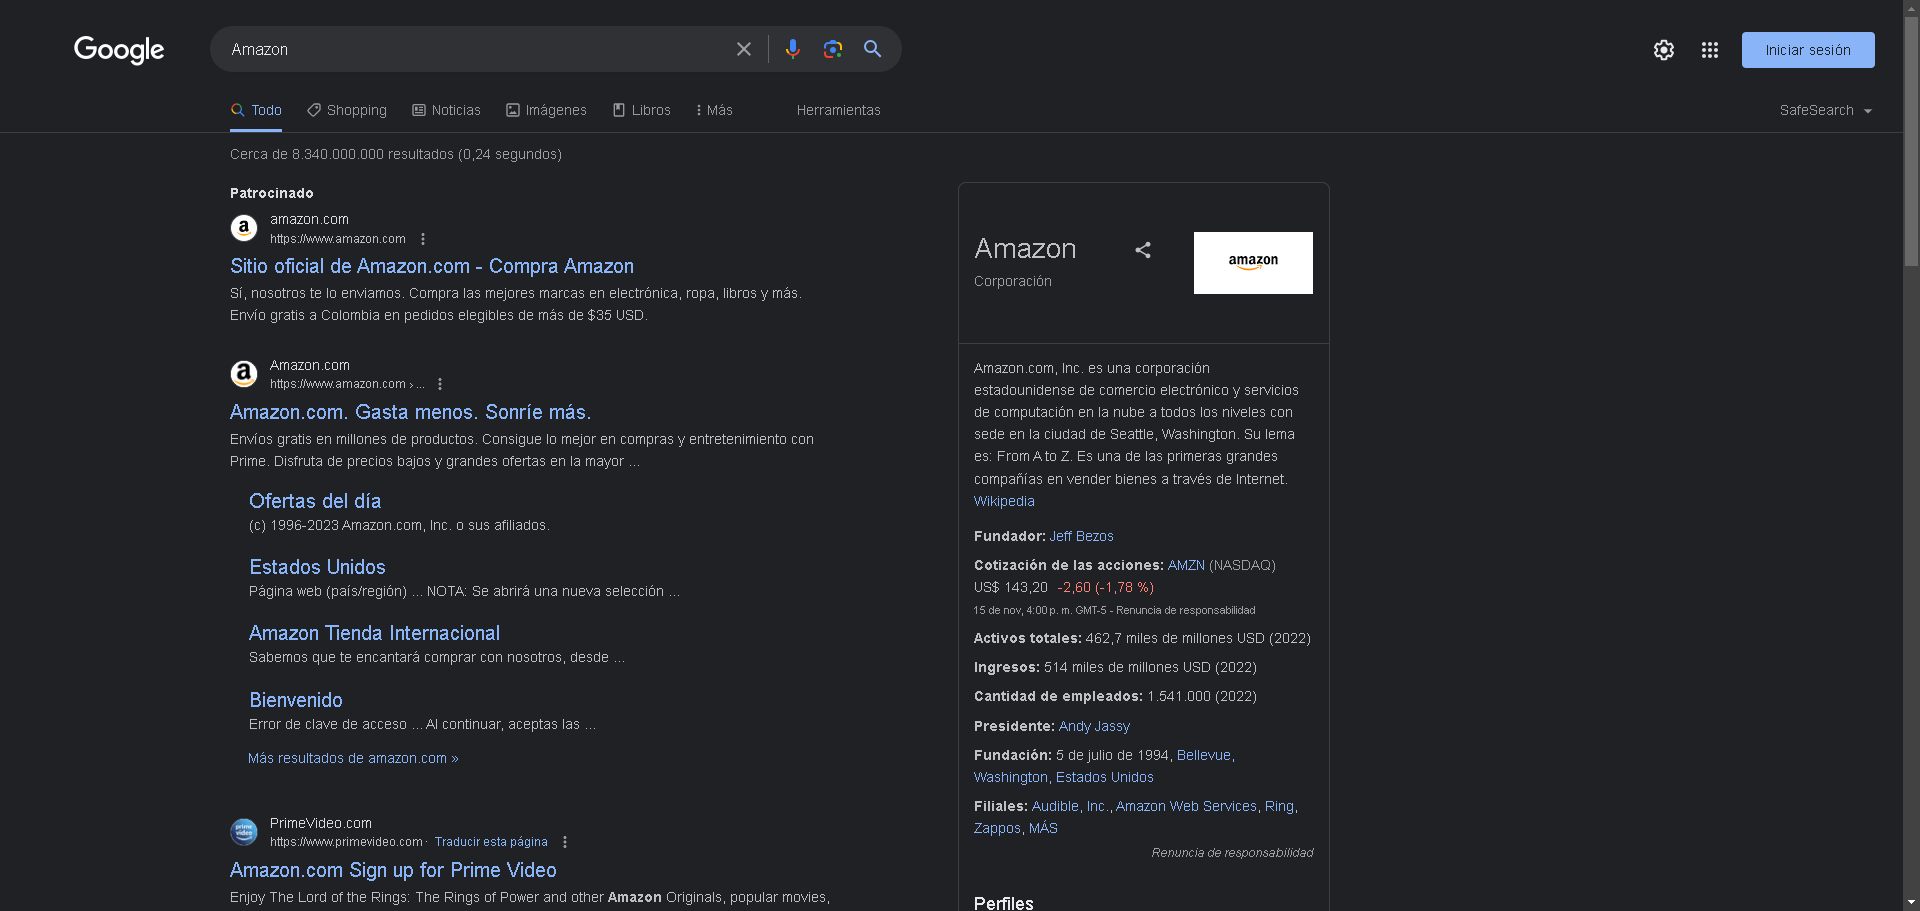 Google
Amazon
Iniciar sesión
Todo
Shopping
Noticias
Imágenes
Libros
Más
Herramientas
SafeSearch
Cerca de 8.340.000.000 resultados (0,24 segundos)
Patrocinado
amazon.com
https://www.amazon.com
Sitio oficial de Amazon.com - Compra Amazon
Sí, nosotros te lo enviamos. Compra las mejores marcas en electrónica, ropa, libros y más.
Envío gratis a Colombia en pedidos elegibles de más de $35 USD.
Amazon.com
https://www.amazon.com › ...
Amazon.com. Gasta menos. Sonríe más.
Envíos gratis en millones de productos. Consigue lo mejor en compras y entretenimiento con
Prime. Disfruta de precios bajos y grandes ofertas en la mayor ...
Ofertas del día
(c) 1996-2023 Amazon.com, Inc. o sus afiliados.
Estados Unidos
Página web (país/región) ... NOTA: Se abrirá una nueva selección ...
Amazon Tienda Internacional
Sabemos que te encantará comprar con nosotros, desde ...
Bienvenido
Error de clave de acceso ... Al continuar, aceptas las ...
Más resultados de amazon.com »
prime video
PrimeVideo.com
https://www.primevideo.com · Traducir esta página
Amazon.com Sign up for Prime Video
Enjoy The Lord of the Rings: The Rings of Power and other Amazon Originals, popular movies,
Amazon
Corporación
amazon
Amazon.com, Inc. es una corporación
estadounidense de comercio electrónico y servicios
de computación en la nube a todos los niveles con
sede en la ciudad de Seattle, Washington. Su lema
es: From A to Z. Es una de las primeras grandes
compañías en vender bienes a través de Internet.
Wikipedia
Fundador: Jeff Bezos
Cotización de las acciones: AMZN (NASDAQ)
US$ 143,20 -2,60 (-1,78 %)
15 de nov, 4:00 p. m. GMT-5 - Renuncia de responsabilidad
Activos totales: 462,7 miles de millones USD (2022)
Ingresos: 514 miles de millones USD (2022)
Cantidad de empleados: 1.541.000 (2022)
Presidente: Andy Jassy
Fundación: 5 de julio de 1994, Bellevue,
Washington, Estados Unidos
Filiales: Audible, Inc., Amazon Web Services, Ring,
Zappos, MÁS
Renuncia de responsabilidad
Perfiles